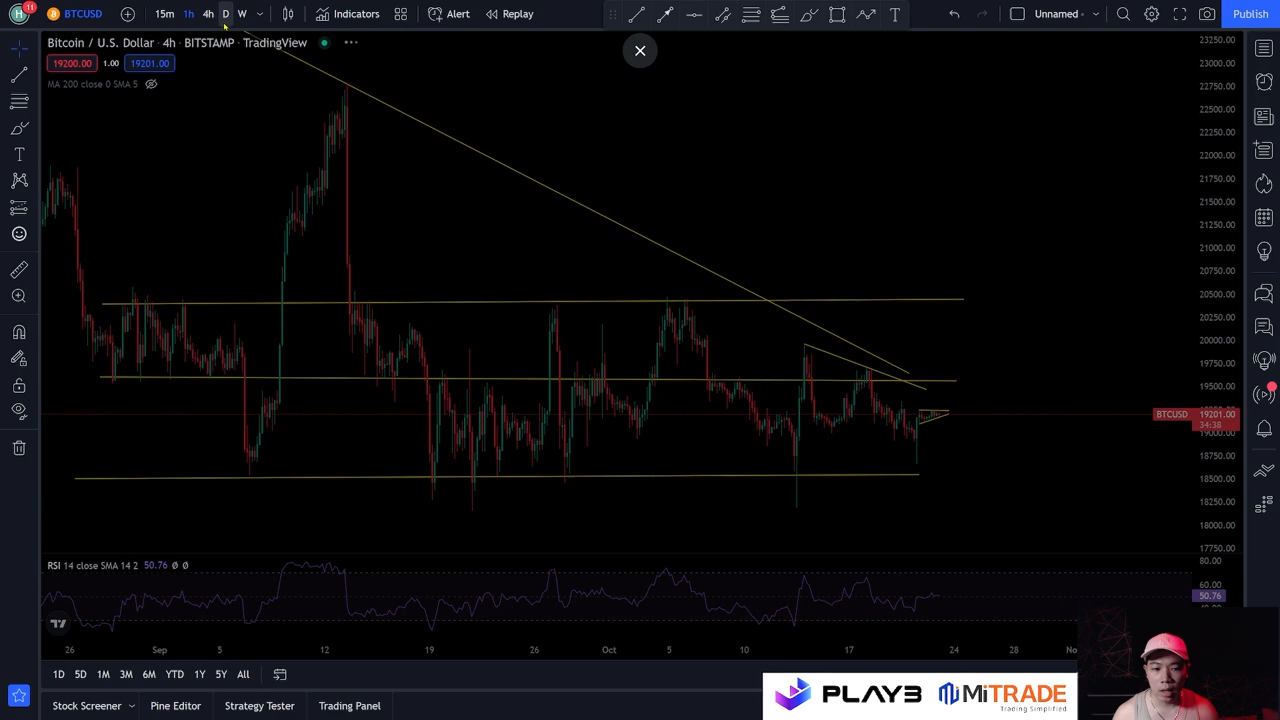 H 11 BTCUSD 15m 1h 4h D W Indicators Alert Replay T Unnamed Publish
Bitcoin / U.S. Dollar · 4h · BITSTAMP · TradingView
19200.00 1.00 19201.00
MA 200 close 0 SMA 5
23250.00
23000.00
22750.00
22500.00
22250.00
22000.00
21750.00
21500.00
21250.00
21000.00
20750.00
20500.00
20250.00
20000.00
19750.00
19500.00
BTCUSD 19201.00
34:38
19000.00
18750.00
18500.00
18250.00
18000.00
17750.00
RSI 14 close SMA 14 2 50.76 Ø Ø
80.00
60.00
50.76
26 Sep 5 12 19 26 Oct 5 10 17 24 28
1D 5D 1M 3M 6M YTD 1Y 5Y All
Stock Screener Pine Editor Strategy Tester Panel
PLAY3 MiTRADE
Trading Simplified